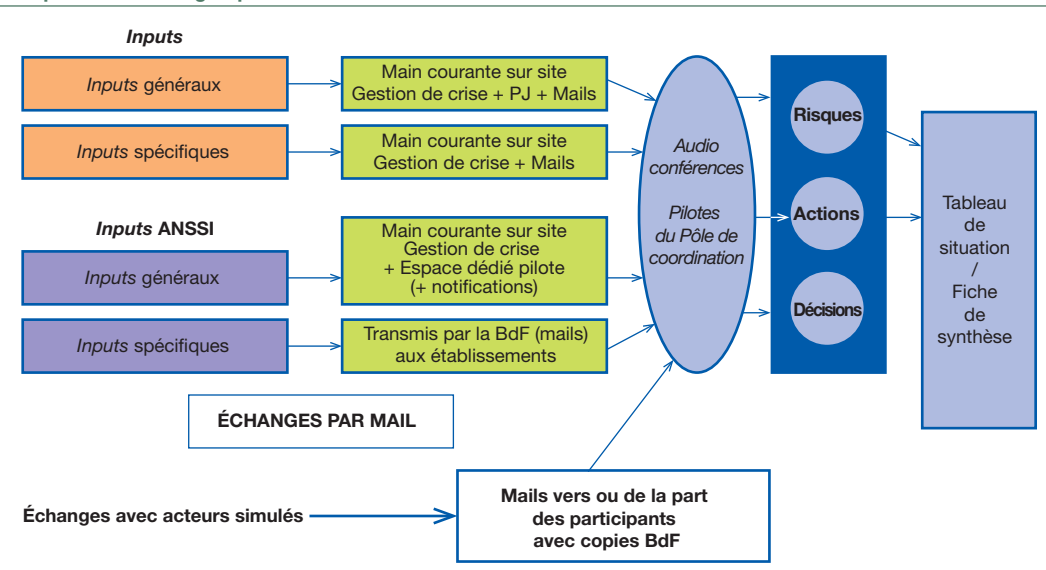 Inputs
Inputs généraux
Main courante sur site
Gestion de crise + PJ + Mails
Inputs spécifiques
Main courante sur site
Gestion de crise + Mails
Inputs ANSSI
Inputs généraux
Main courante sur site
Gestion de crise
+ Espace dédié pilote
(+ notifications)
Inputs spécifiques
Transmis par la BdF (mails)
aux établissements
Audio
conférences
Pilotes
du Pôle de
coordination
Risques
Actions
Décisions
Tableau
de
situation
/
Fiche
de
synthèse
ÉCHANGES PAR MAIL
Échanges avec acteurs simulés
Mails vers ou de la part
des participants
avec copies BdF